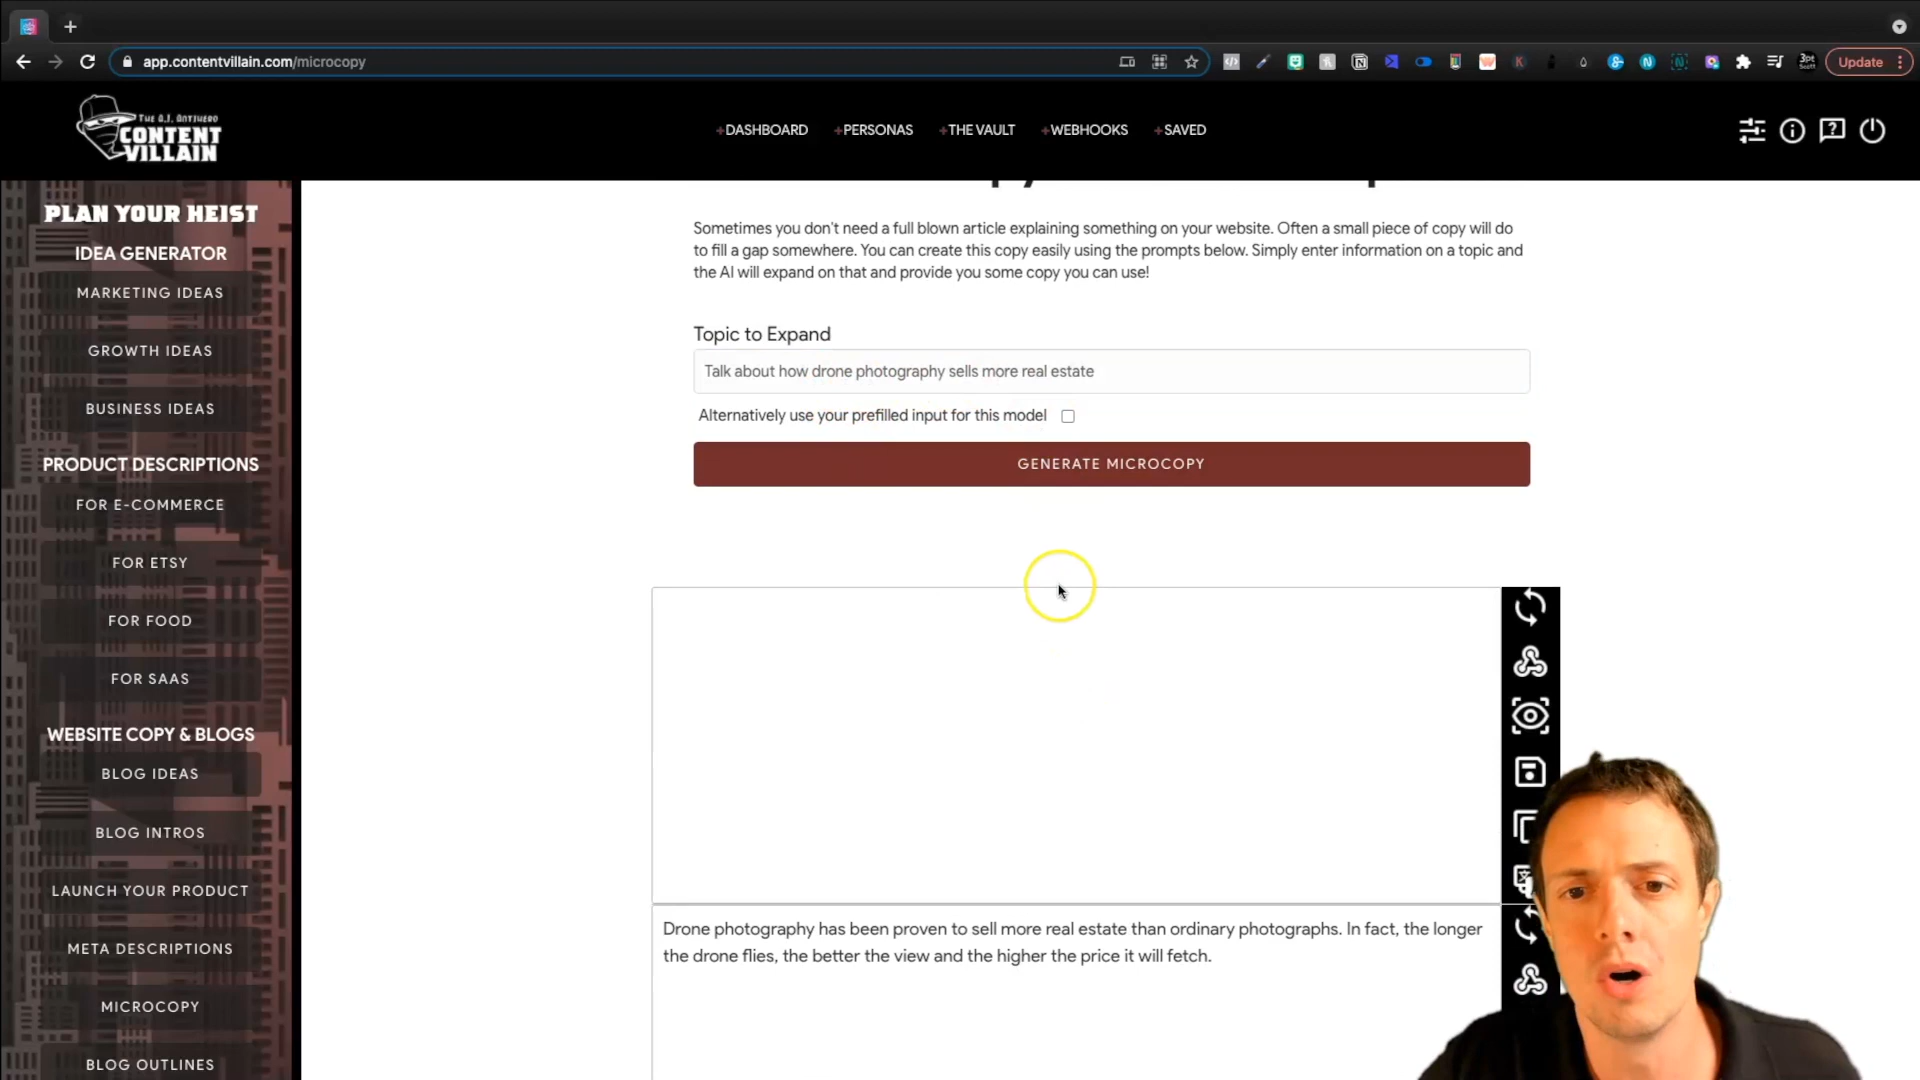 app.contentvillain.com/microcopy
Update
THE A.I. ANTIHERO
CONTENT
VILLAIN
+DASHBOARD
+PERSONAS
+THE VAULT
+WEBHOOKS
+SAVED
PLAN YOUR HEIST
IDEA GENERATOR
MARKETING IDEAS
GROWTH IDEAS
BUSINESS IDEAS
PRODUCT DESCRIPTIONS
FOR E-COMMERCE
FOR ETSY
FOR FOOD
FOR SAAS
WEBSITE COPY & BLOGS
BLOG IDEAS
BLOG INTROS
LAUNCH YOUR PRODUCT
META DESCRIPTIONS
MICROCOPY
BLOG OUTLINES
Sometimes you don't need a full blown article explaining something on your website. Often a small piece of copy will do
to fill a gap somewhere. You can create this copy easily using the prompts below. Simply enter information on a topic and
the AI will expand on that and provide you some copy you can use!
Topic to Expand
Talk about how drone photography sells more real estate
Alternatively use your prefilled input for this model
GENERATE MICROCOPY
Drone photography has been proven to sell more real estate than ordinary photographs. In fact, the longer
the drone flies, the better the view and the higher the price it will fetch.